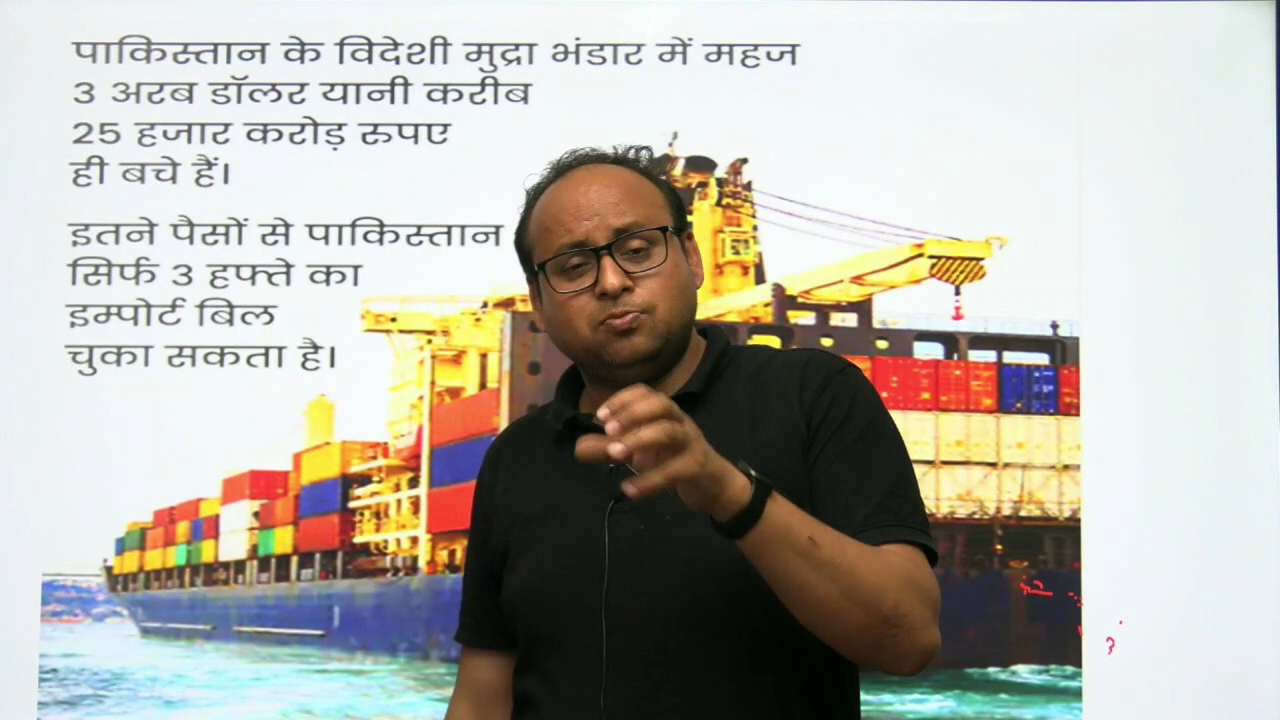 पाकिस्तान के विदेशी मुद्रा भंडार में महज
3 अरब डॉलर यानी करीब
25 हजार करोड़ रुपए
ही बचे हैं।
इतने पैसों से पाकिस्तान
सिर्फ 3 हफ्ते का
इम्पोर्ट बिल
चुका सकता है।